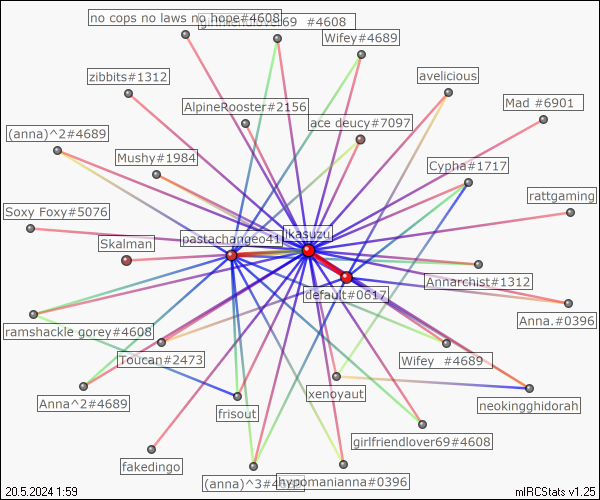 no cops no laws no hope#4608
girlfriendlover69 #4608
Wifey#4689
zibbits#1312
avelicious
AlpineRooster#2156
Mad #6901
(anna)^2#4689
ace deucy#7097
Mushy#1984
Cypha#1717
rattgaming
Soxy Foxy#5076
pastachangeo41
Skalman
default#0617
Annarchist#1312
Anna.#0396
ramshackle gorey#4608
Toucan#2473
Wifey #4689
xenoyaut
Anna^2#4689
frisout
neokingghidorah
girlfriendlover69#4608
fakedingo
(anna)^3#4689
hypomanianna#0396
20.5.2024 1:59
mIRCStats v1.25